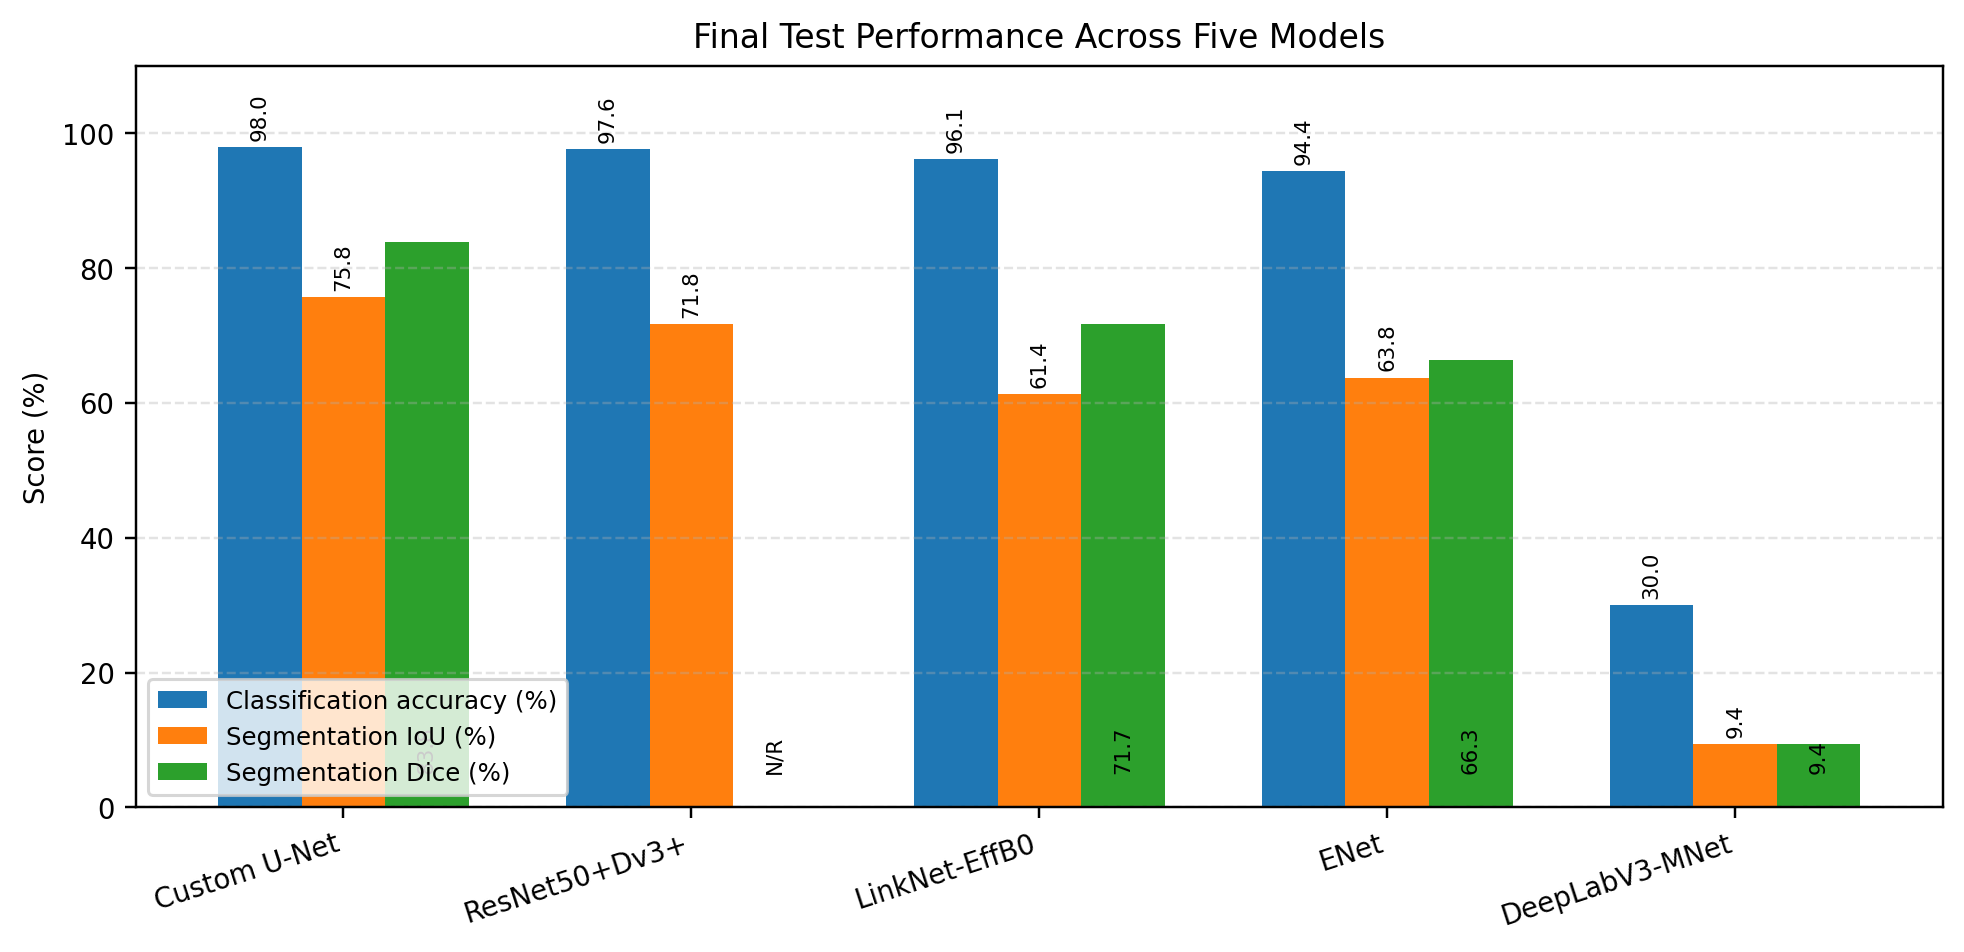 Final Test Performance Across Five Models
Score (%)
100
80
60
40
20
0
98.0
75.8
97.6
71.8
N/R
96.1
61.4
71.7
94.4
63.8
66.3
30.0
9.4
9.4
Classification accuracy (%)
Segmentation IoU (%)
Segmentation Dice (%)
Custom U-Net
ResNet50+Dv3+
LinkNet-EffB0
ENet
DeepLabV3-MNet